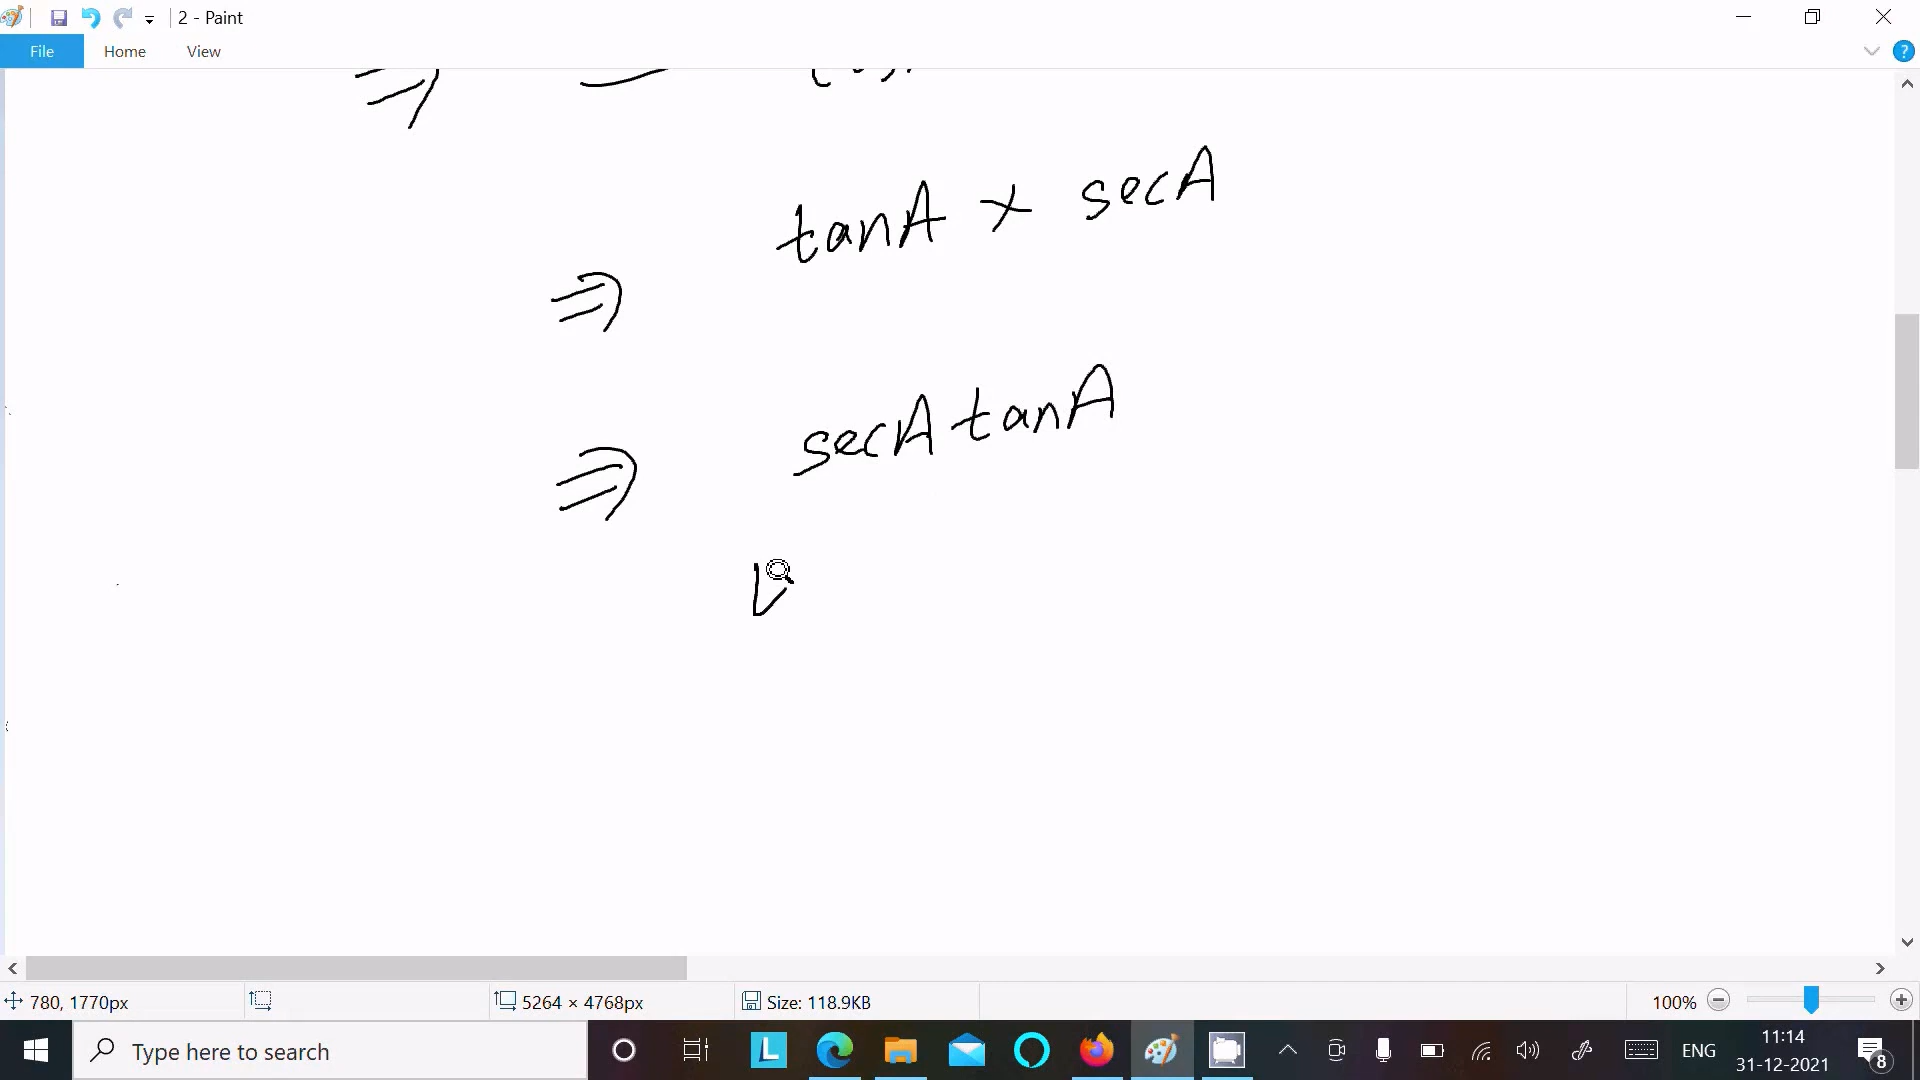 2 - Paint
File Home View
⇒
tanA × secA
⇒
secA tanA
⇒
780, 1770px 5264 × 4768px Size: 118.9KB 100%
Type here to search
L
ENG
11:14
31-12-2021
8